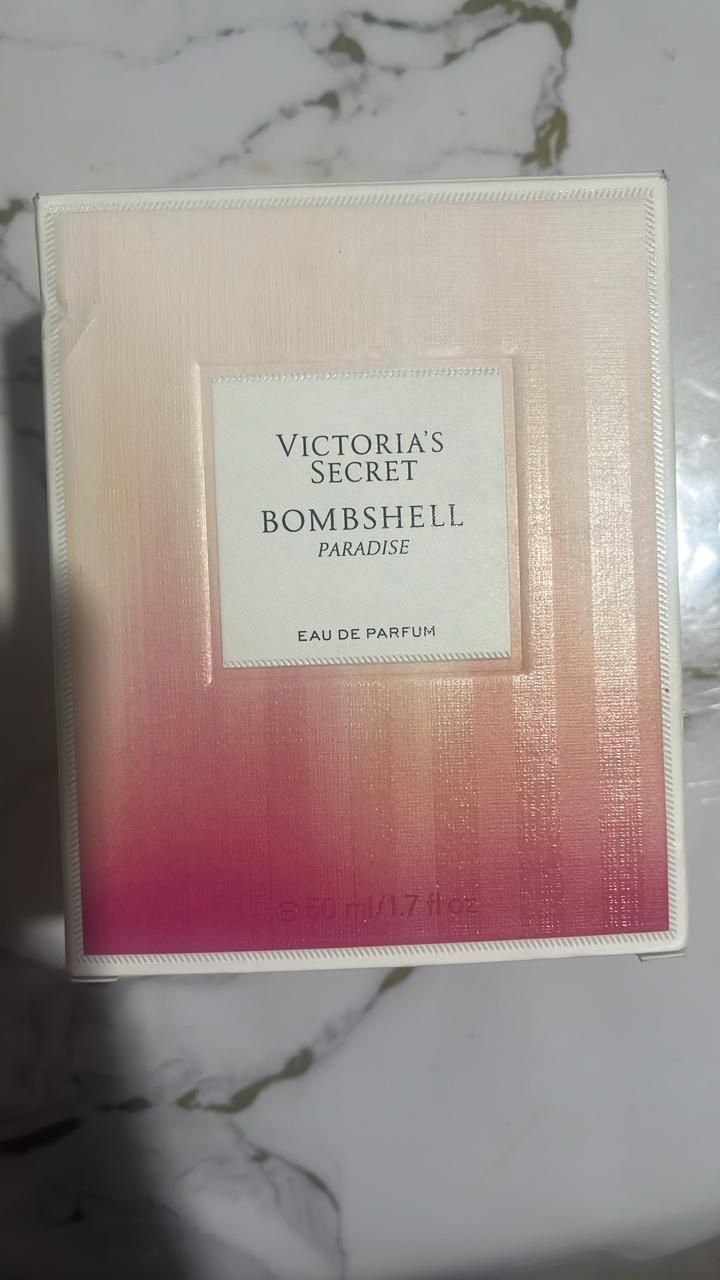 VICTORIA'S
SECRET
BOMBSHELL
PARADISE
EAU DE PARFUM
℮ 50 ml/1.7 fl oz